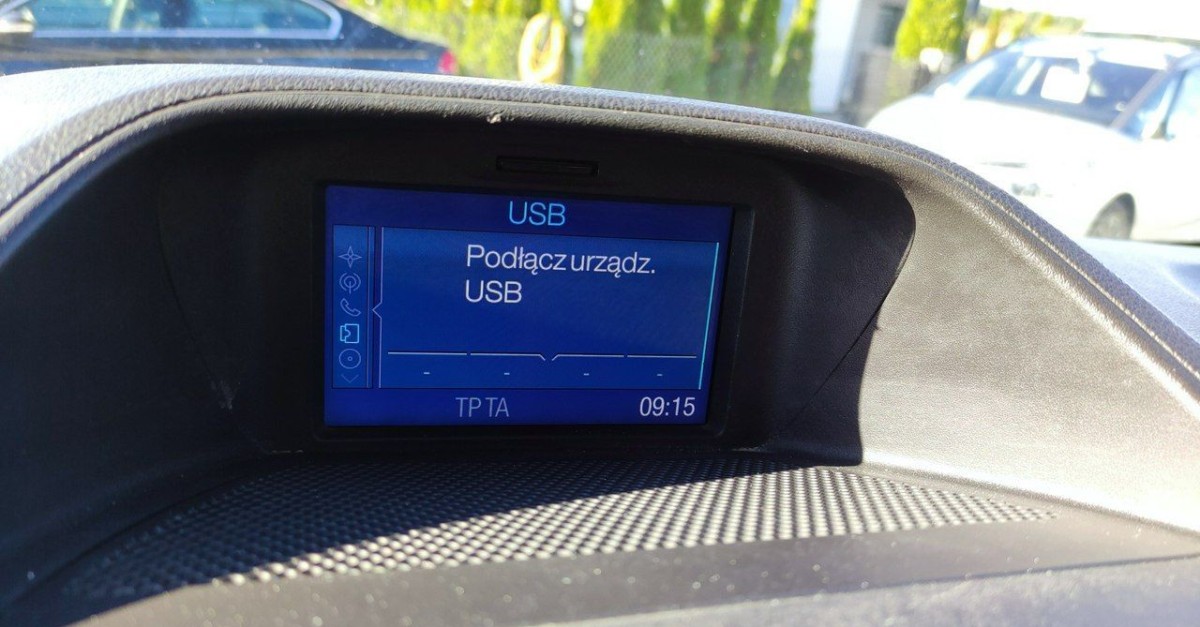 USB
Podłącz urządz.
USB
- - - -
TP TA 09:15